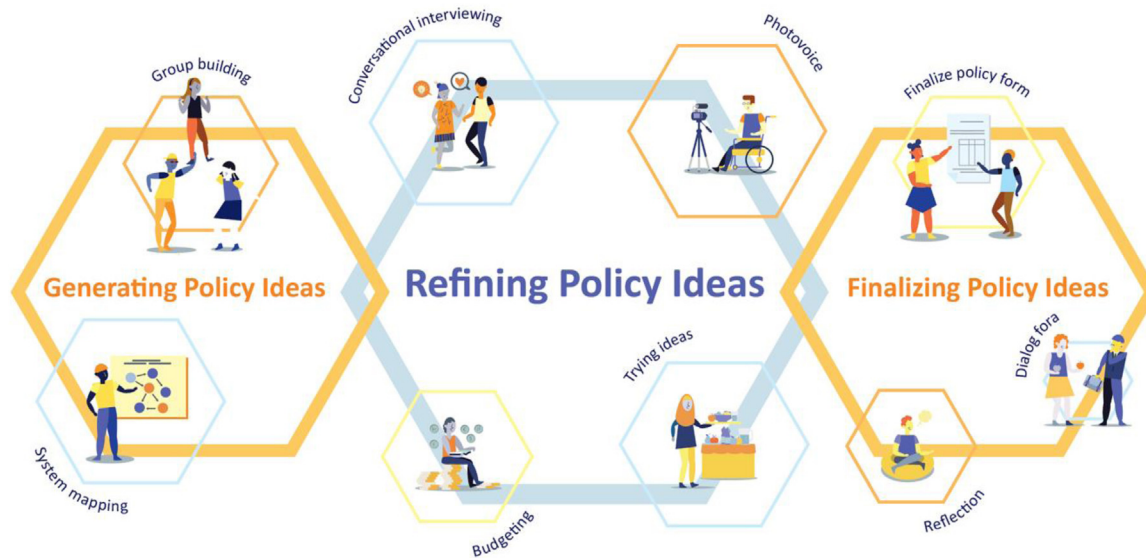 Group building
Generating Policy Ideas
System mapping
Conversational interviewing
Photovoice
Refining Policy Ideas
Budgeting
Trying ideas
Finalize policy form
Finalizing Policy Ideas
Dialog fora
Reflection